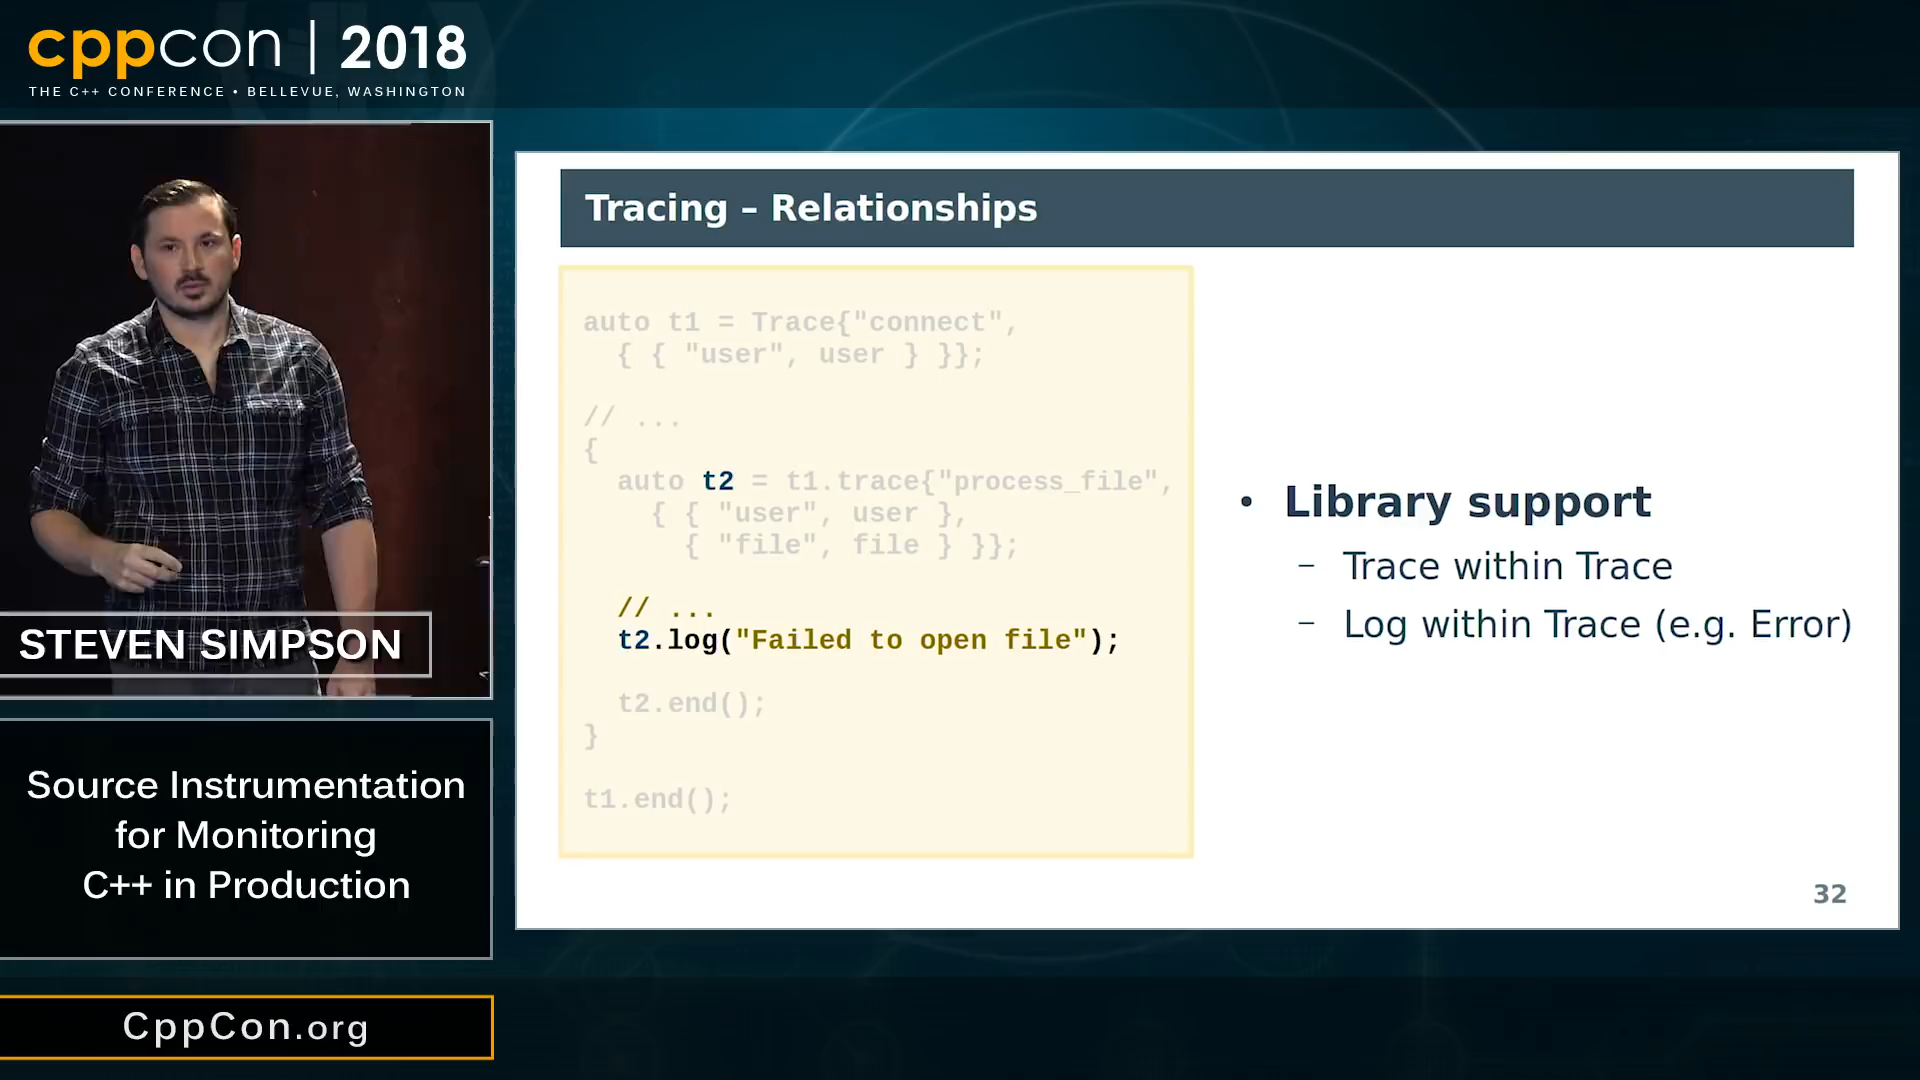 cppcon | 2018
THE C++ CONFERENCE • BELLEVUE, WASHINGTON
STEVEN SIMPSON
Source Instrumentation
for Monitoring
C++ in Production
CppCon.org
Tracing – Relationships
auto t1 = Trace{"connect",
  { { "user", user } }};
// ...
{
  auto t2 = t1.trace{"process_file",
    { { "user", user },
      { "file", file } }};
  // ...
  t2.log("Failed to open file");
  t2.end();
}
t1.end();
• Library support
– Trace within Trace
– Log within Trace (e.g. Error)
32